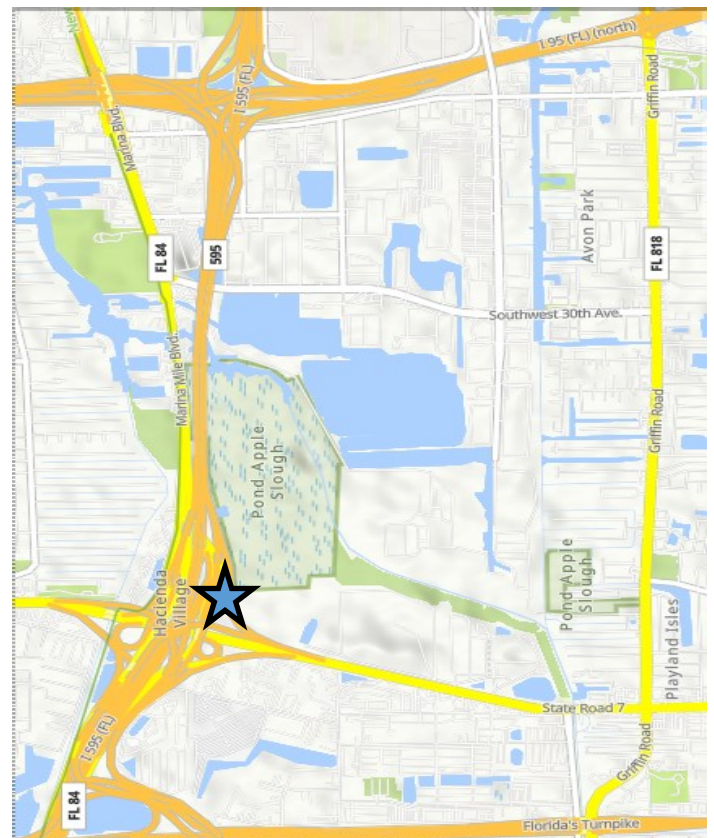 New
I 95 (FL) (north)
I 595 (FL)
Griffin Road
Marina Blvd.
Avon Park
FL 84
595
FL 818
Southwest 30th Ave.
Marina Mile Blvd.
Griffin Road
Pond Apple
Slough
Hacienda
Village
Pond Apple
Slough
Playland Isles
State Road 7
I 595 (FL)
Griffin Road
FL 84
Florida's Turnpike